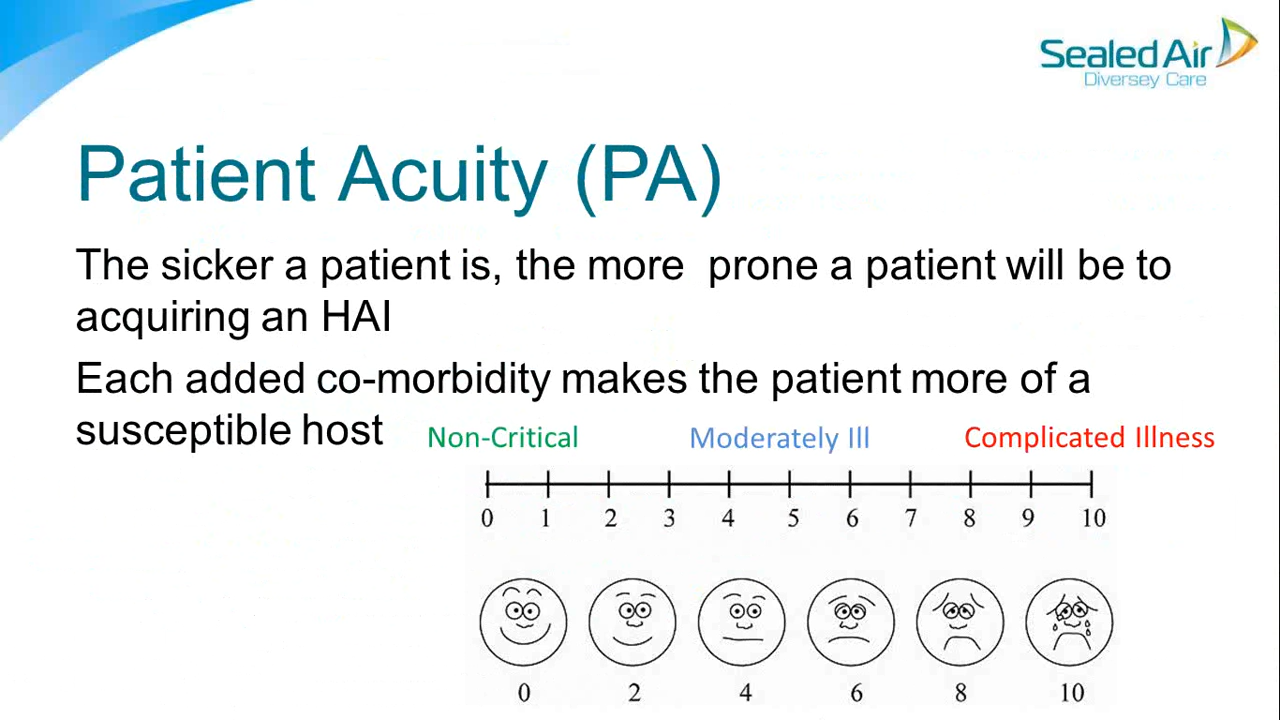 Sealed Air
Diversey Care
Patient Acuity (PA)
The sicker a patient is, the more  prone a patient will be to
acquiring an HAI
Each added co-morbidity makes the patient more of a
susceptible host
Non-Critical Moderately Ill Complicated Illness
0 1 2 3 4 5 6 7 8 9 10
0 2 4 6 8 10